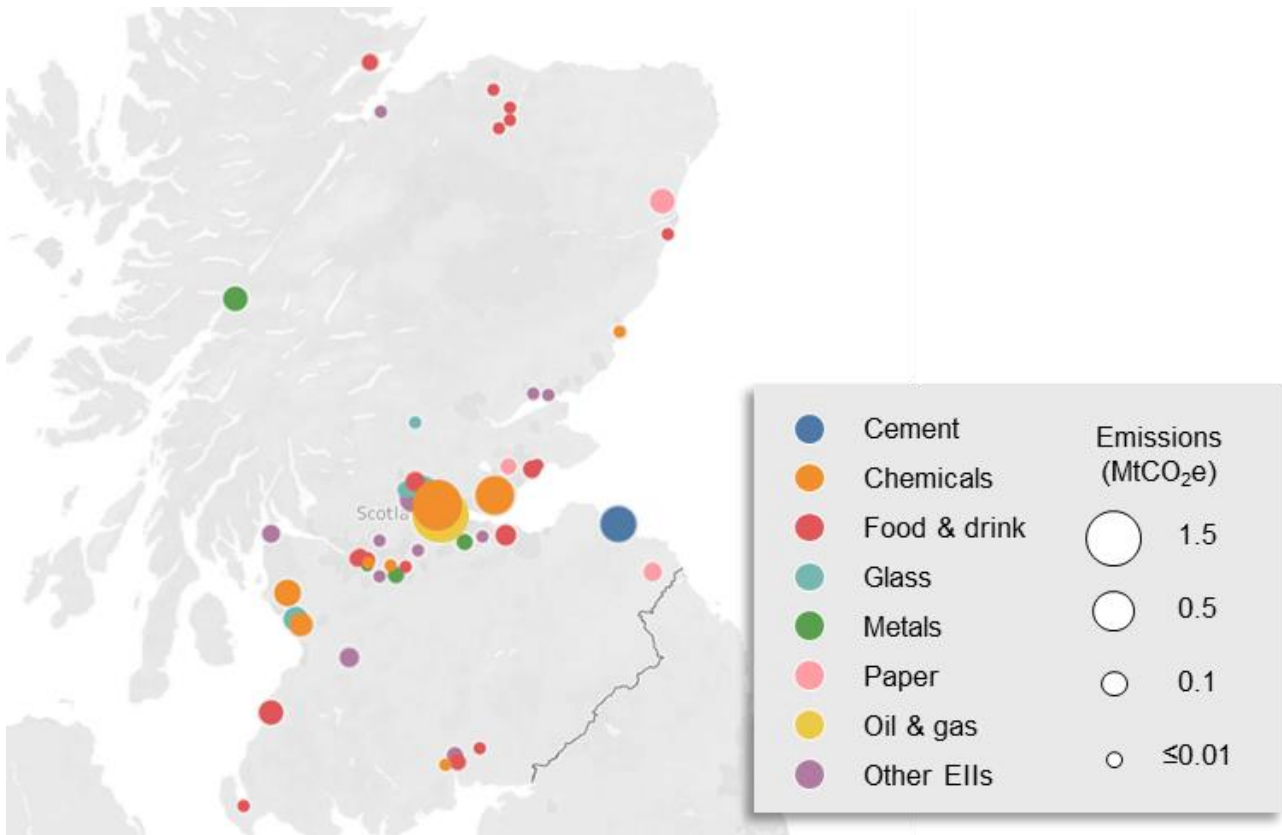 Scotla
Cement
Chemicals
Food & drink
Glass
Metals
Paper
Oil & gas
Other EIIs
Emissions
(MtCO₂e)
1.5
0.5
0.1
≤0.01